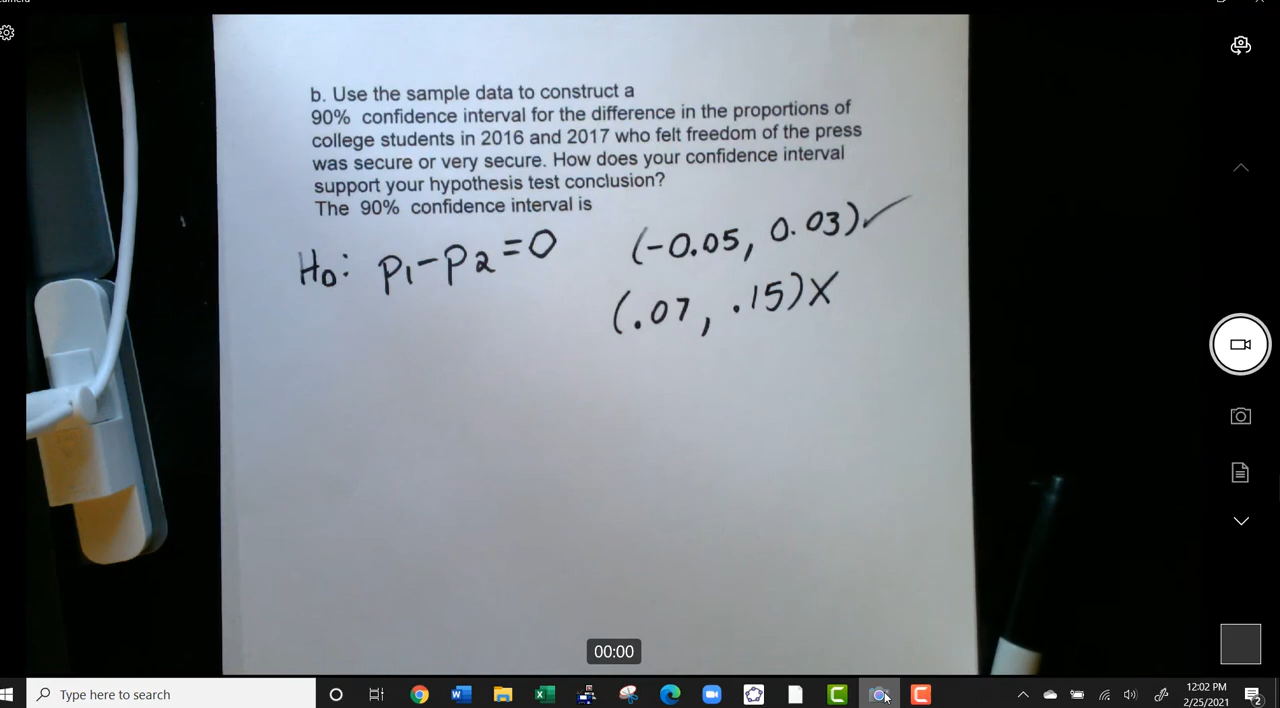 b. Use the sample data to construct a
90% confidence interval for the difference in the proportions of
college students in 2016 and 2017 who felt freedom of the press
was secure or very secure. How does your confidence interval
support your hypothesis test conclusion?
The 90% confidence interval is
H0: p1-p2=0
(-0.05, 0.03)✓
(.07, .15)X
00:00
Type here to search
12:02 PM
2/25/2021
2